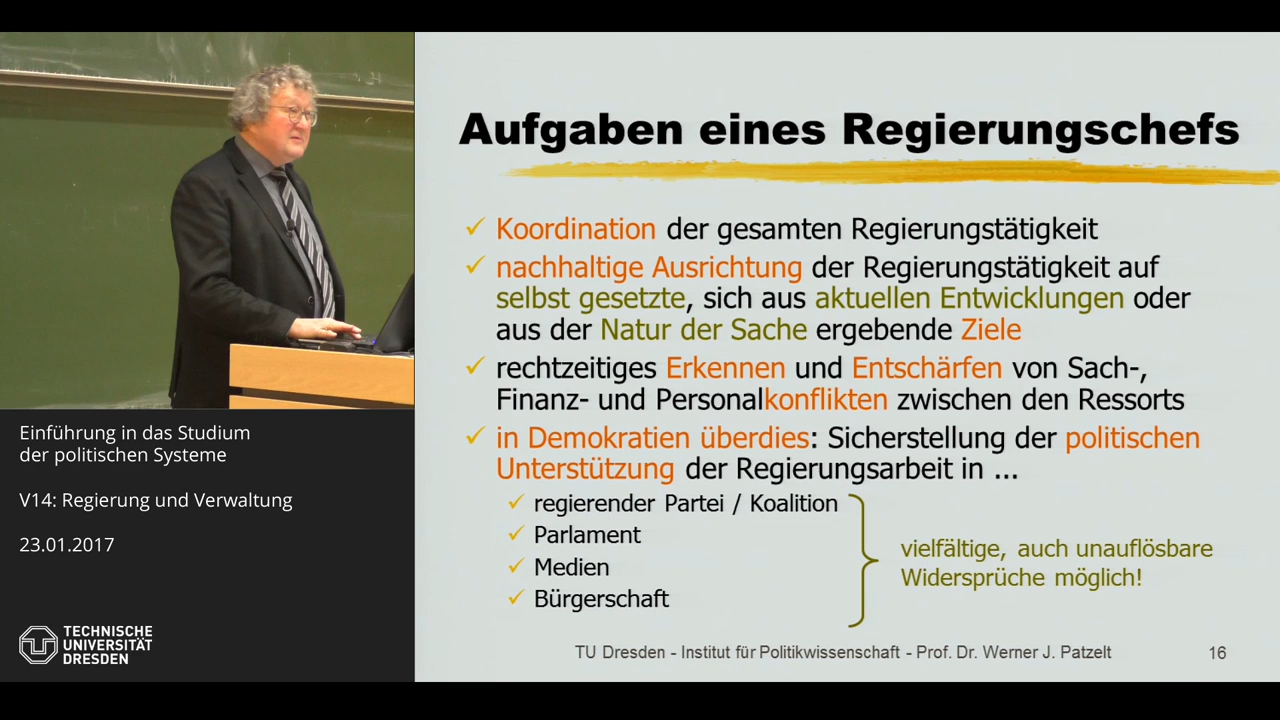 Aufgaben eines Regierungschefs
Koordination der gesamten Regierungstätigkeit
nachhaltige Ausrichtung der Regierungstätigkeit auf
selbst gesetzte, sich aus aktuellen Entwicklungen oder
aus der Natur der Sache ergebende Ziele
rechtzeitiges Erkennen und Entschärfen von Sach-,
Finanz- und Personalkonflikten zwischen den Ressorts
in Demokratien überdies: Sicherstellung der politischen
Unterstützung der Regierungsarbeit in ...
regierender Partei / Koalition
Parlament
Medien
Bürgerschaft
vielfältige, auch unauflösbare
Widersprüche möglich!
TU Dresden - Institut für Politikwissenschaft - Prof. Dr. Werner J. Patzelt
16
Einführung in das Studium
der politischen Systeme
V14: Regierung und Verwaltung
23.01.2017
TECHNISCHE
UNIVERSITÄT
DRESDEN